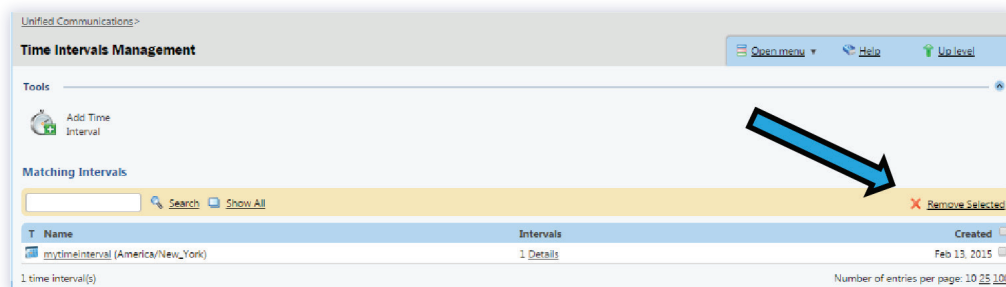 Unified Communications>
Time Intervals Management
Open menu ▼ Help Up level
Tools
Add Time
Interval
Matching Intervals
Search Show All Remove Selected
T Name Intervals Created
mytimeinterval (America/New_York) 1 Details Feb 13, 2015
1 time interval(s) Number of entries per page: 10 25 100